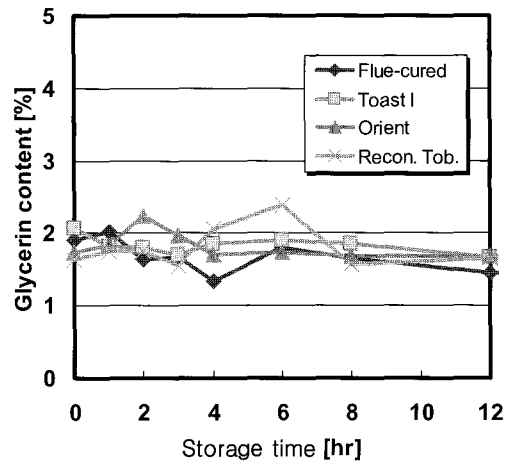 5
4
3
2
1
0
Glycerin content [%]
Flue-cured
Toast I
Orient
Recon. Tob.
0 2 4 6 8 10 12
Storage time [hr]